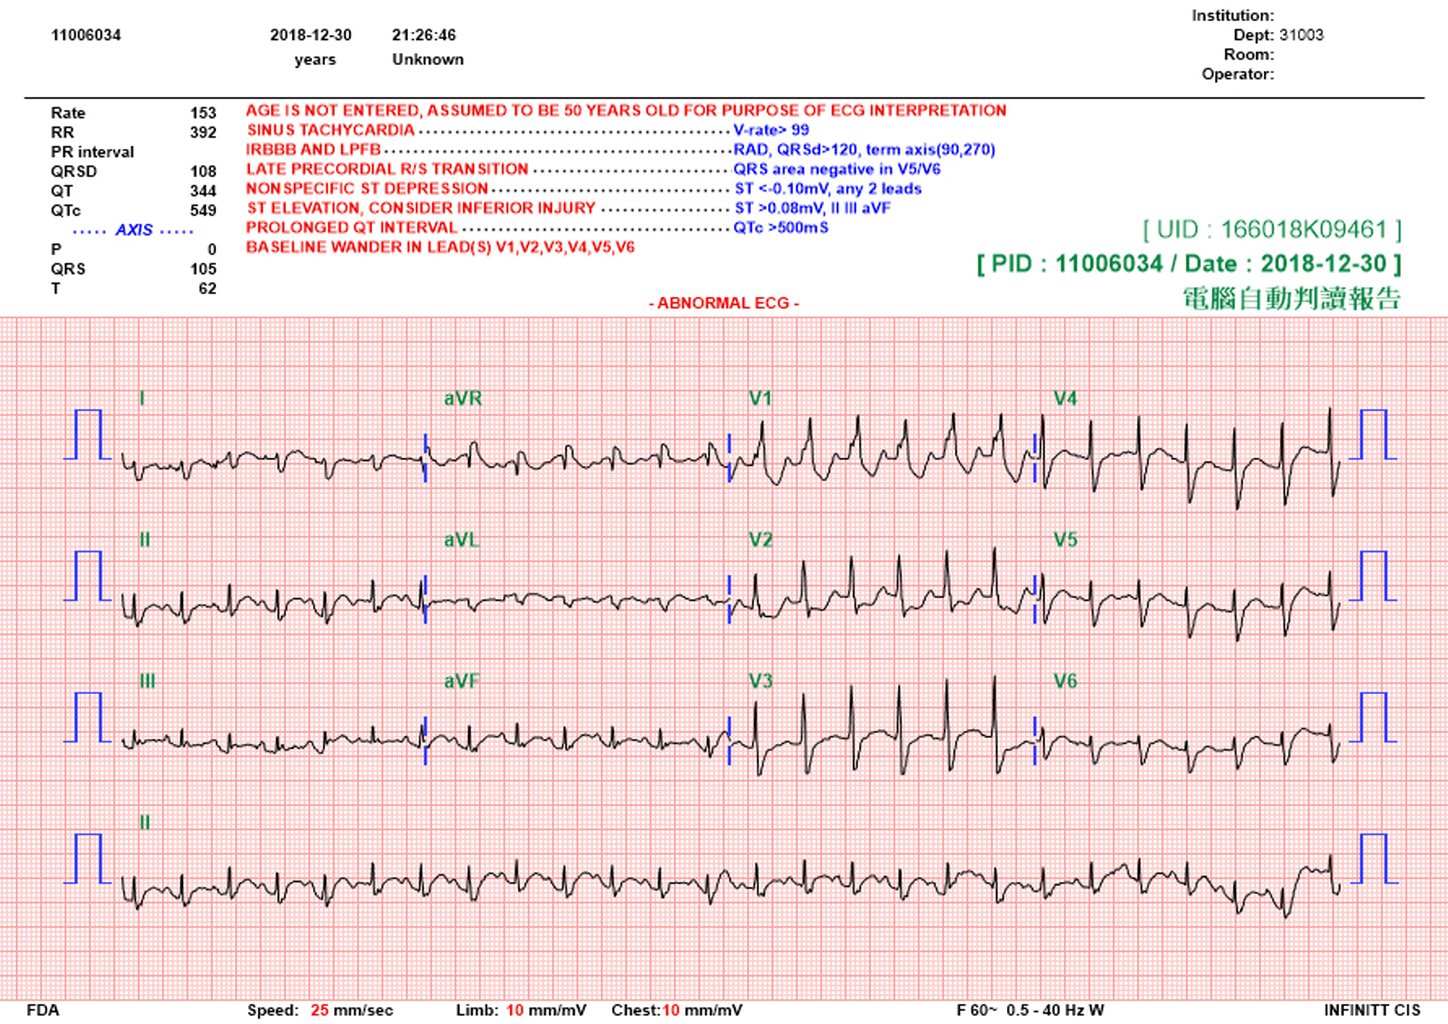 Institution:
11006034 2018-12-30 21:26:46 Dept: 31003
years Unknown Room:
Operator:
Rate 153 AGE IS NOT ENTERED, ASSUMED TO BE 50 YEARS OLD FOR PURPOSE OF ECG INTERPRETATION
RR 392 SINUS TACHYCARDIA V-rate> 99
PR interval IRBBB AND LPFB RAD, QRSd>120, term axis(90,270)
QRSD 108 LATE PRECORDIAL R/S TRANSITION QRS area negative in V5/V6
QT 344 NONSPECIFIC ST DEPRESSION ST <-0.10mV, any 2 leads
QTc 549 ST ELEVATION, CONSIDER INFERIOR INJURY ST >0.08mV, II III aVF
AXIS PROLONGED QT INTERVAL QTc >500mS
P 0 BASELINE WANDER IN LEAD(S) V1,V2,V3,V4,V5,V6
QRS 105
T 62
[ UID : 166018K09461 ]
[ PID : 11006034 / Date : 2018-12-30 ]
電腦自動判讀報告
- ABNORMAL ECG -
I aVR V1 V4
II aVL V2 V5
III aVF V3 V6
II
FDA Speed: 25 mm/sec Limb: 10 mm/mV Chest:10 mm/mV F 60~ 0.5 - 40 Hz W INFINITT CIS